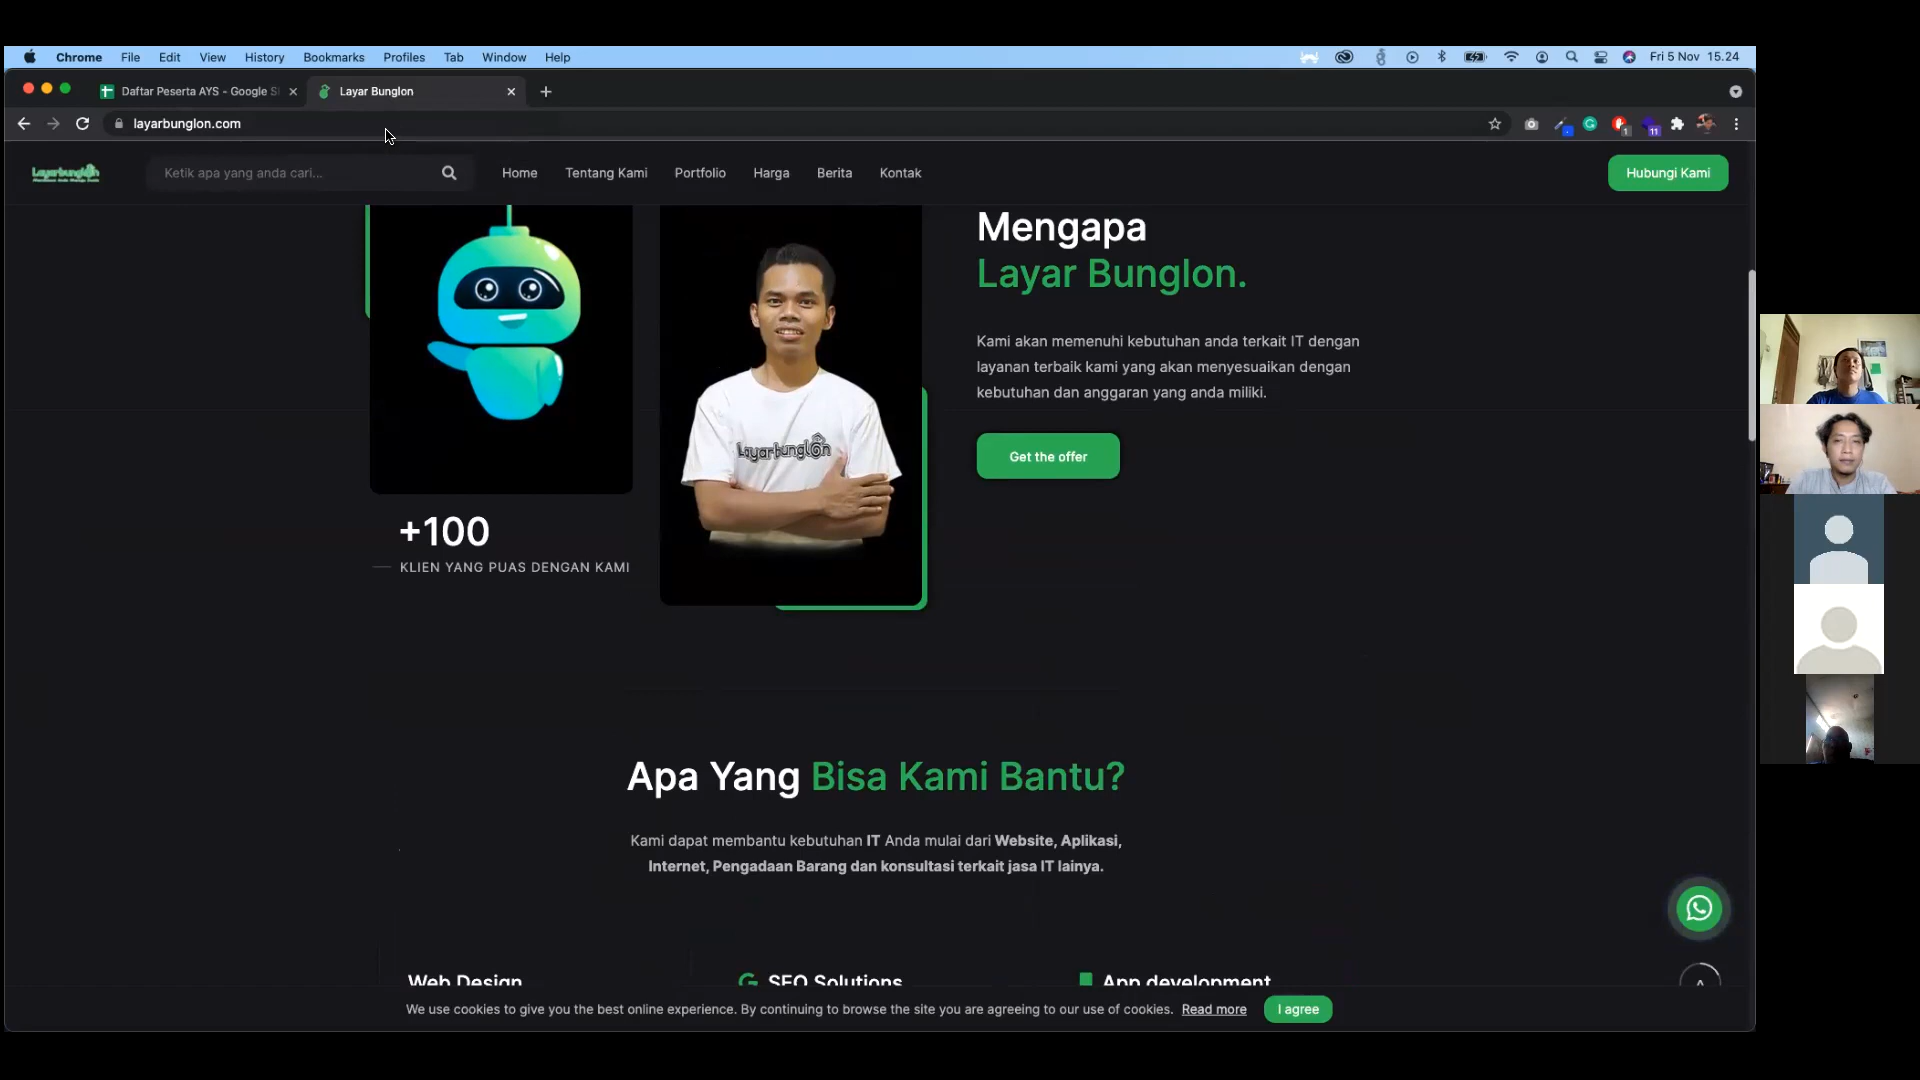 Chrome File Edit View History Bookmarks Profiles Tab Window Help
Fri 5 Nov 15.24
Daftar Peserta AYS - Google S
Layar Bunglon
layarbunglon.com
1
11
Layarbunglon
Ketik apa yang anda cari...
Home Tentang Kami Portfolio Harga Berita Kontak
Hubungi Kami
Mengapa
Layar Bunglon.
Kami akan memenuhi kebutuhan anda terkait IT dengan
layanan terbaik kami yang akan menyesuaikan dengan
kebutuhan dan anggaran yang anda miliki.
Get the offer
Layarbunglon
+100
KLIEN YANG PUAS DENGAN KAMI
Apa Yang Bisa Kami Bantu?
Kami dapat membantu kebutuhan IT Anda mulai dari Website, Aplikasi,
Internet, Pengadaan Barang dan konsultasi terkait jasa IT lainya.
Web Design
SEO Solutions
App development
We use cookies to give you the best online experience. By continuing to browse the site you are agreeing to our use of cookies. Read more
I agree